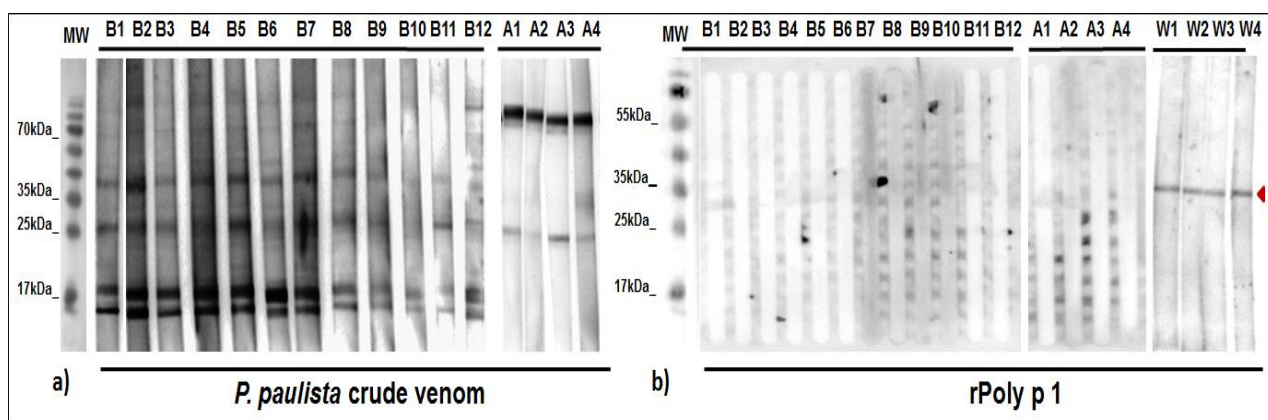 MW B1 B2 B3 B4 B5 B6 B7 B8 B9 B10 B11 B12 A1 A2 A3 A4
70kDa_
35kDa_
25kDa_
17kDa_
a)
P. paulista crude venom
MW B1 B2 B3 B4 B5 B6 B7 B8 B9 B10 B11 B12 A1 A2 A3 A4 W1 W2 W3 W4
55kDa_
35kDa_
25kDa_
17kDa_
b)
rPoly p 1